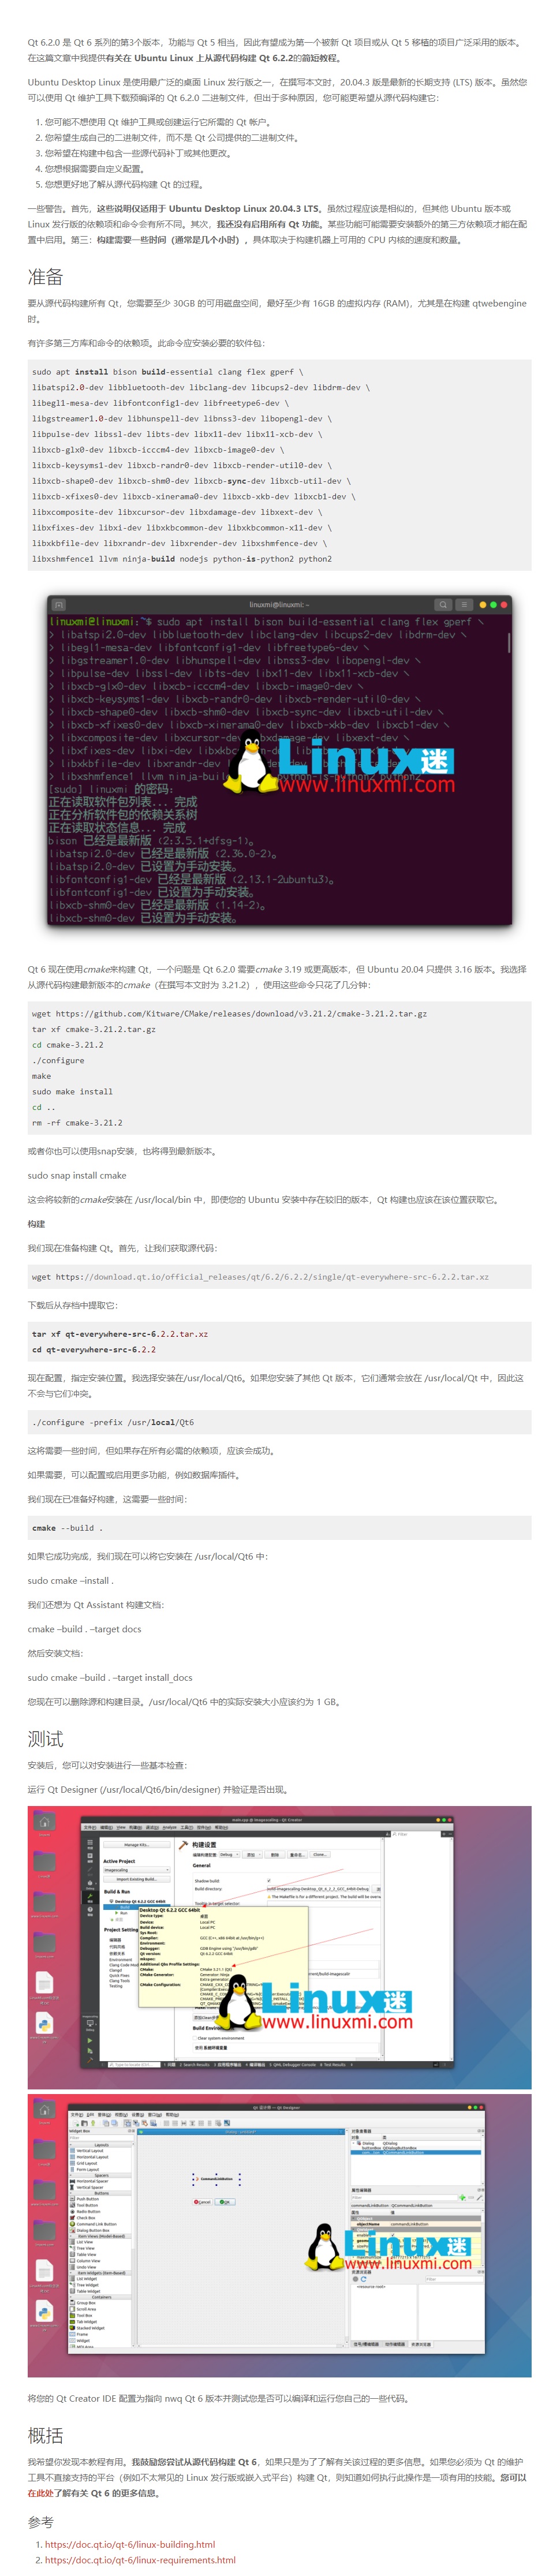 Qt 6.2.0 是 Qt 6 系列的第3个版本，功能与 Qt 5 相当，因此有望成为第一个被新 Qt 项目或从 Qt 5 移植的项目广泛采用的版本。
在这篇文章中我提供有关在 Ubuntu Linux 上从源代码构建 Qt 6.2.2的简短教程。
Ubuntu Desktop Linux 是使用最广泛的桌面 Linux 发行版之一，在撰写本文时，20.04.3 版是最新的长期支持 (LTS) 版本。虽然您
可以使用 Qt 维护工具下载预编译的 Qt 6.2.0 二进制文件，但出于多种原因，您可能更希望从源代码构建它：
1. 您可能不想使用 Qt 维护工具或创建运行它所需的 Qt 帐户。
2. 您希望生成自己的二进制文件，而不是 Qt 公司提供的二进制文件。
3. 您希望在构建中包含一些源代码补丁或其他更改。
4. 您想根据需要自定义配置。
5. 您想更好地了解从源代码构建 Qt 的过程。
一些警告。首先，这些说明仅适用于 Ubuntu Desktop Linux 20.04.3 LTS。虽然过程应该是相似的，但其他 Ubuntu 版本或
Linux 发行版的依赖项和命令会有所不同。其次，我还没有启用所有 Qt 功能。某些功能可能需要安装额外的第三方依赖项才能在配
置中启用。第三：构建需要一些时间（通常是几个小时），具体取决于构建机器上可用的 CPU 内核的速度和数量。
准备
要从源代码构建所有 Qt，您需要至少 30GB 的可用磁盘空间，最好至少有 16GB 的虚拟内存 (RAM)，尤其是在构建 qtwebengine
时。
有许多第三方库和命令的依赖项。此命令应安装必要的软件包：
sudo apt install bison build-essential clang flex gperf \
libatspi2.0-dev libbluetooth-dev libclang-dev libcups2-dev libdrm-dev \
libegl1-mesa-dev libfontconfig1-dev libfreetype6-dev \
libgstreamer1.0-dev libhunspell-dev libnss3-dev libopengl-dev \
libpulse-dev libssl-dev libts-dev libx11-dev libx11-xcb-dev \
libxcb-glx0-dev libxcb-icccm4-dev libxcb-image0-dev \
libxcb-keysyms1-dev libxcb-randr0-dev libxcb-render-util0-dev \
libxcb-shape0-dev libxcb-shm0-dev libxcb-sync-dev libxcb-util-dev \
libxcb-xfixes0-dev libxcb-xinerama0-dev libxcb-xkb-dev libxcb1-dev \
libxcomposite-dev libxcursor-dev libxdamage-dev libxext-dev \
libxfixes-dev libxi-dev libxkbcommon-dev libxkbcommon-x11-dev \
libxkbfile-dev libxrandr-dev libxrender-dev libxshmfence-dev \
libxshmfence1 llvm ninja-build nodejs python-is-python2 python2
linuxmi@linuxmi: ~
linuxmi@linuxmi:~$ sudo apt install bison build-essential clang flex gperf \
> libatspi2.0-dev libbluetooth-dev libclang-dev libcups2-dev libdrm-dev \
> libegl1-mesa-dev libfontconfig1-dev libfreetype6-dev \
> libgstreamer1.0-dev libhunspell-dev libnss3-dev libopengl-dev \
> libpulse-dev libssl-dev libts-dev libx11-dev libx11-xcb-dev \
> libxcb-glx0-dev libxcb-icccm4-dev libxcb-image0-dev \
> libxcb-keysyms1-dev libxcb-randr0-dev libxcb-render-util0-dev \
> libxcb-shape0-dev libxcb-shm0-dev libxcb-sync-dev libxcb-util-dev \
> libxcb-xfixes0-dev libxcb-xinerama0-dev libxcb-xkb-dev libxcb1-dev \
> libxcomposite-dev libxcursor-dev libxdamage-dev libxext-dev \
> libxfixes-dev libxi-dev
> libxkbfile-dev libxrandr-dev
> libxshmfence1 llvm
Linux迷
www.linuxmi.com
[sudo] linuxmi 的密码：
正在读取软件包列表... 完成
正在分析软件包的依赖关系树
正在读取状态信息... 完成
bison 已经是最新版 (2:3.5.1+dfsg-1)。
libatspi2.0-dev 已经是最新版 (2.36.0-2)。
libatspi2.0-dev 已设置为手动安装。
libfontconfig1-dev 已经是最新版 (2.13.1-2ubuntu3)。
libfontconfig1-dev 已设置为手动安装。
libxcb-shm0-dev 已经是最新版 (1.14-2)。
libxcb-shm0-dev 已设置为手动安装。
Qt 6 现在使用cmake来构建 Qt，一个问题是 Qt 6.2.0 需要cmake 3.19 或更高版本，但 Ubuntu 20.04 只提供 3.16 版本。我选择
从源代码构建最新版本的cmake（在撰写本文时为 3.21.2），使用这些命令只花了几分钟：
wget https://github.com/Kitware/CMake/releases/download/v3.21.2/cmake-3.21.2.tar.gz
tar xf cmake-3.21.2.tar.gz
cd cmake-3.21.2
./configure
make
sudo make install
cd ..
rm -rf cmake-3.21.2
或者你也可以使用snap安装，也将得到最新版本。
sudo snap install cmake
这会将较新的cmake安装在 /usr/local/bin 中，即使您的 Ubuntu 安装中存在较旧的版本，Qt 构建也应该在该位置获取它。
构建
我们现在准备构建 Qt。首先，让我们获取源代码：
wget https://download.qt.io/official_releases/qt/6.2/6.2.2/single/qt-everywhere-src-6.2.2.tar.xz
下载后从存档中提取它：
tar xf qt-everywhere-src-6.2.2.tar.xz
cd qt-everywhere-src-6.2.2
现在配置，指定安装位置。我选择安装在/usr/local/Qt6。如果您安装了其他 Qt 版本，它们通常会放在 /usr/local/Qt 中，因此这
不会与它们冲突。
./configure -prefix /usr/local/Qt6
这将需要一些时间，但如果存在所有必需的依赖项，应该会成功。
如果需要，可以配置或启用更多功能，例如数据库插件。
我们现在已准备好构建，这需要一些时间：
cmake --build .
如果它成功完成，我们现在可以将它安装在 /usr/local/Qt6 中：
sudo cmake –install .
我们还想为 Qt Assistant 构建文档：
cmake –build . –target docs
然后安装文档：
sudo cmake –build . –target install_docs
您现在可以删除源和构建目录。/usr/local/Qt6 中的实际安装大小应该约为 1 GB。
测试
安装后，您可以对安装进行一些基本检查：
运行 Qt Designer (/usr/local/Qt6/bin/designer) 并验证是否出现。
构建设置
Active Project
Build & Run
Desktop Qt 6.2.2 GCC 64bit
Linux迷
www.linuxmi.com
Linux迷
www.linuxmi.com
将您的 Qt Creator IDE 配置为指向 nwq Qt 6 版本并测试您是否可以编译和运行您自己的一些代码。
概括
我希望你发现本教程有用。我鼓励您尝试从源代码构建 Qt 6，如果只是为了了解有关该过程的更多信息。如果您必须为 Qt 的维护
工具不直接支持的平台（例如不太常见的 Linux 发行版或嵌入式平台）构建 Qt，则知道如何执行此操作是一项有用的技能。您可以
在此处了解有关 Qt 6 的更多信息。
参考
1. https://doc.qt.io/qt-6/linux-building.html
2. https://doc.qt.io/qt-6/linux-requirements.html